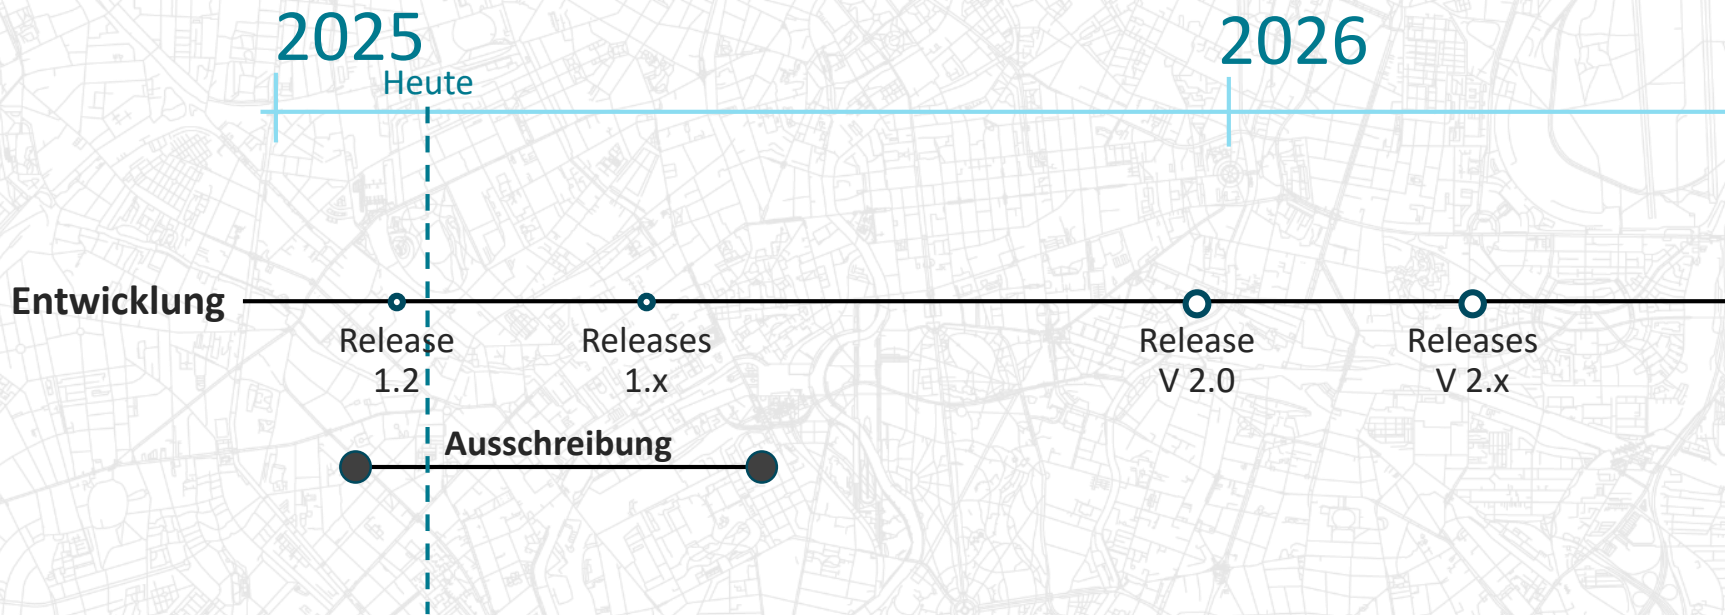 2025
2026
Heute
Entwicklung
Release
1.2
Releases
1.x
Release
V 2.0
Releases
V 2.x
Ausschreibung